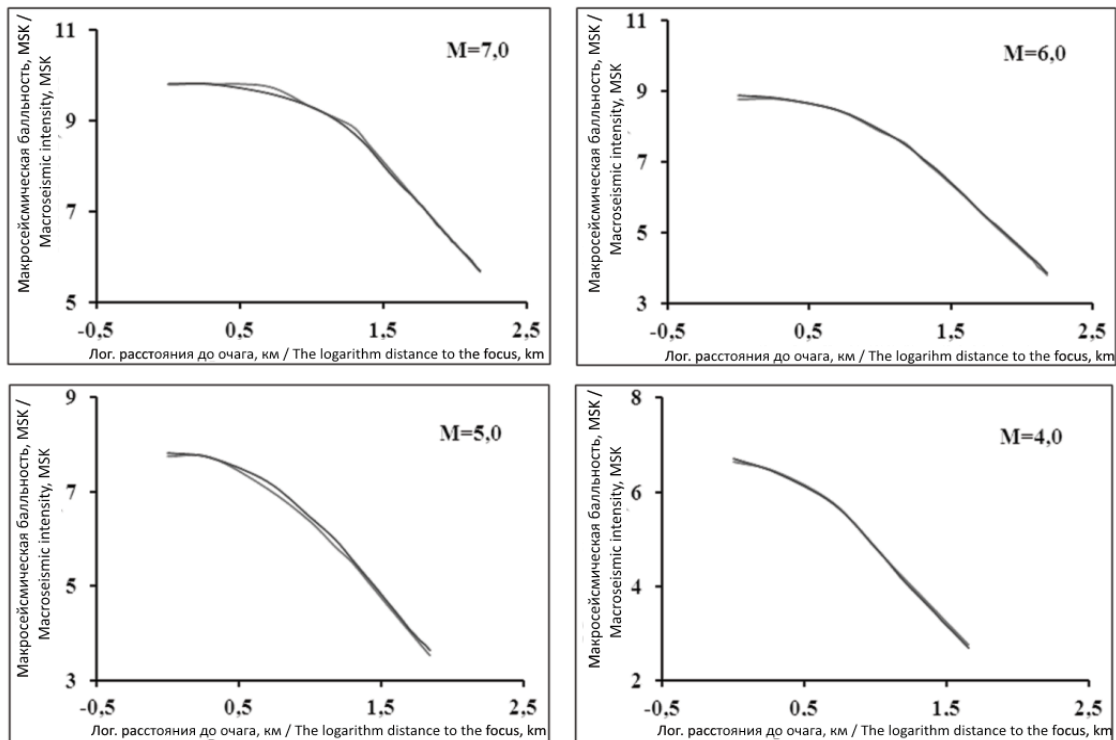 Макросейсмическая балльность, MSK /
Macroseismic intensity, MSK
M=7,0
11
9
7
5
-0,5
0,5
1,5
2,5
Лог. расстояния до очага, км / The logarihm distance to the focus, km
Макросейсмическая балльность, MSK /
Macroseismic intensity, MSK
M=6,0
11
9
7
5
3
-0,5
0,5
1,5
2,5
Лог. расстояния до очага, км / The logarihm distance to the focus, km
Макросейсмическая балльность, MSK /
Macroseismic intensity, MSK
M=5,0
9
7
5
3
-0,5
0,5
1,5
2,5
Лог. расстояния до очага, км / The logarihm distance to the focus, km
Макросейсмическая балльность, MSK /
Macroseismic intensity, MSK
M=4,0
8
6
4
2
-0,5
0,5
1,5
2,5
Лог. расстояния до очага, км / The logarihm distance to the focus, km